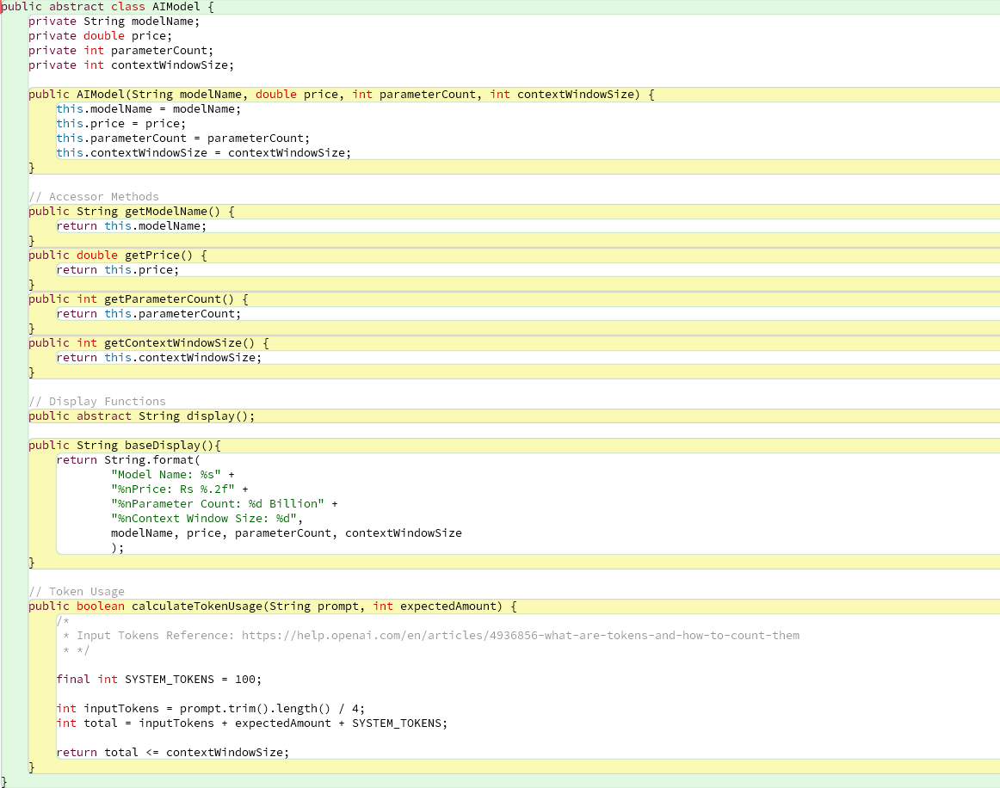 public abstract class AIModel {
    private String modelName;
    private double price;
    private int parameterCount;
    private int contextWindowSize;

    public AIModel(String modelName, double price, int parameterCount, int contextWindowSize) {
        this.modelName = modelName;
        this.price = price;
        this.parameterCount = parameterCount;
        this.contextWindowSize = contextWindowSize;
    }

    // Accessor Methods
    public String getModelName() {
        return this.modelName;
    }
    public double getPrice() {
        return this.price;
    }
    public int getParameterCount() {
        return this.parameterCount;
    }
    public int getContextWindowSize() {
        return this.contextWindowSize;
    }

    // Display Functions
    public abstract String display();

    public String baseDisplay(){
        return String.format(
                "Model Name: %s" +
                "%nPrice: Rs %.2f" +
                "%nParameter Count: %d Billion" +
                "%nContext Window Size: %d",
                modelName, price, parameterCount, contextWindowSize
                );
    }

    // Token Usage
    public boolean calculateTokenUsage(String prompt, int expectedAmount) {
        /*
         * Input Tokens Reference: https://help.openai.com/en/articles/4936856-what-are-tokens-and-how-to-count-them
         * */

        final int SYSTEM_TOKENS = 100;

        int inputTokens = prompt.trim().length() / 4;
        int total = inputTokens + expectedAmount + SYSTEM_TOKENS;

        return total <= contextWindowSize;
    }
}